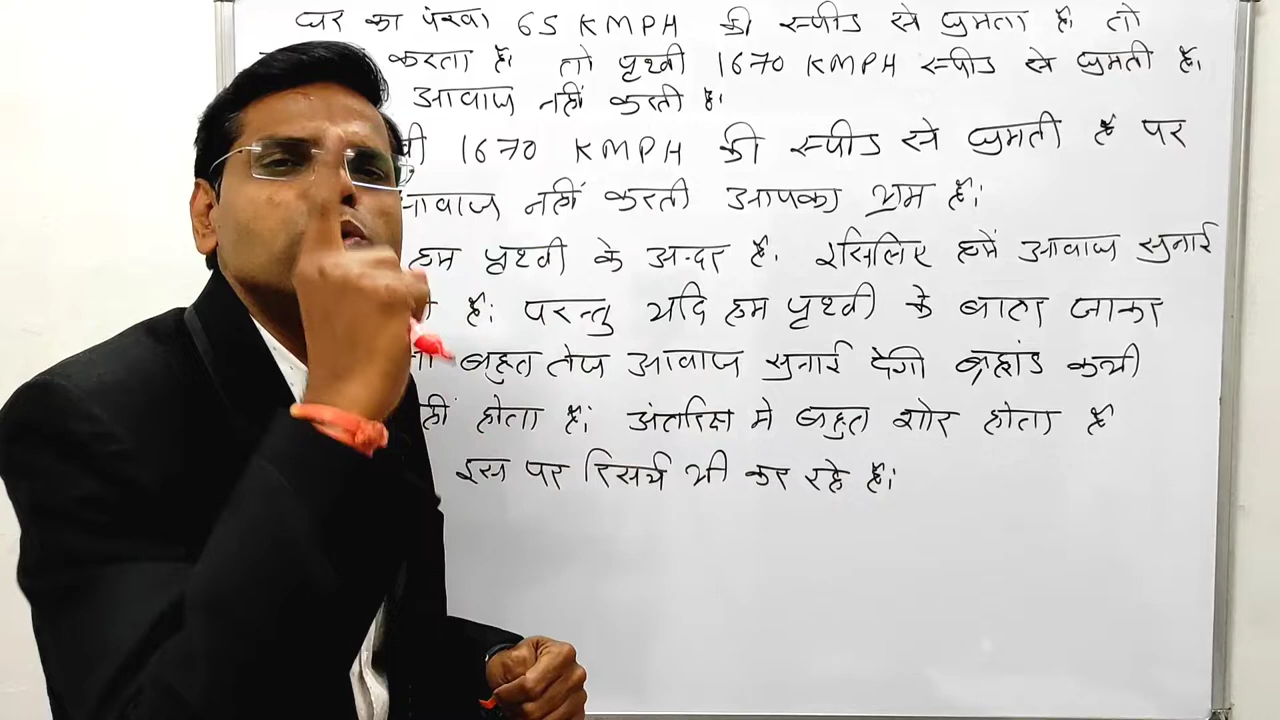 घर का पंखा 65 KMPH की स्पीड से घुमता है तो
करता है। तो पृथ्वी 1670 KMPH स्पीड से घुमती है।
आवाज नहीं करती है।
1670 KMPH की स्पीड से घुमती है पर
आवाज नहीं करती आपका भ्रम है।
हम पृथ्वी के अन्दर है। इसिलिए हमें आवाज सुनाई
है। परन्तु यदि हम पृथ्वी के बाहर जाकर
बहुत तेज आवाज सुनाई देगी ब्रह्मांड कभी
होता है। अंतरिक्ष मे बहुत शोर होता है
इस पर रिसर्च भी कर रहे है।